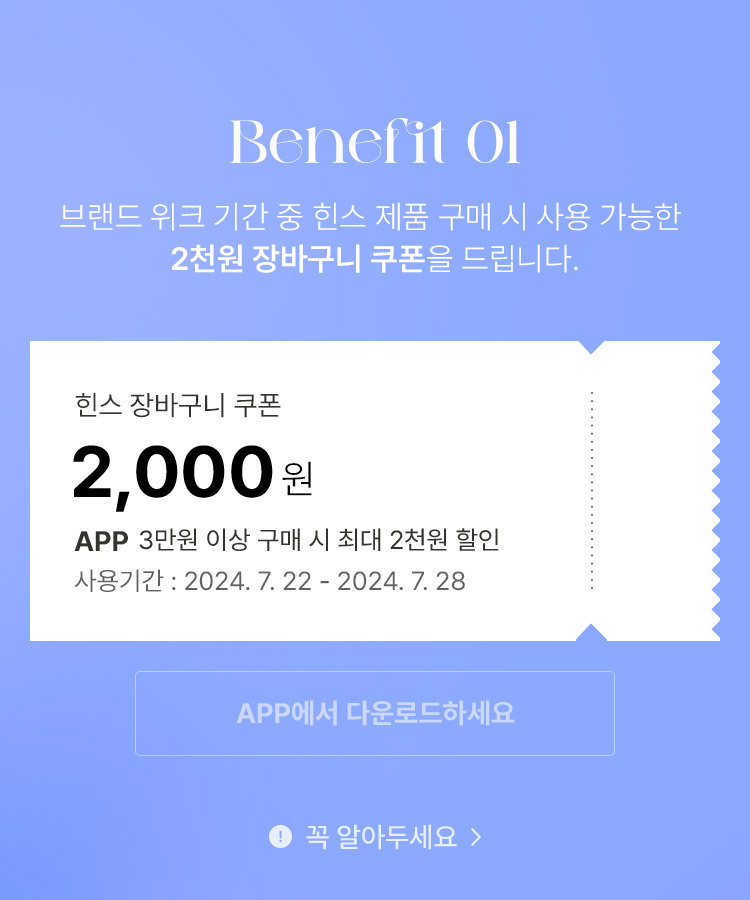 Benefit 01
브랜드 위크 기간 중 힌스 제품 구매 시 사용 가능한
2천원 장바구니 쿠폰을 드립니다.
힌스 장바구니 쿠폰
2,000원
APP 3만원 이상 구매 시 최대 2천원 할인
사용기간 : 2024. 7. 22 - 2024. 7. 28
APP에서 다운로드하세요
! 꼭 알아두세요 >